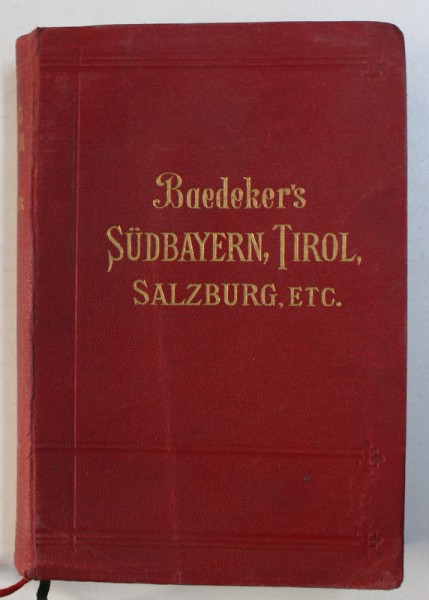 Baedeker's
SÜDBAYERN, TIROL,
SALZBURG, ETC.